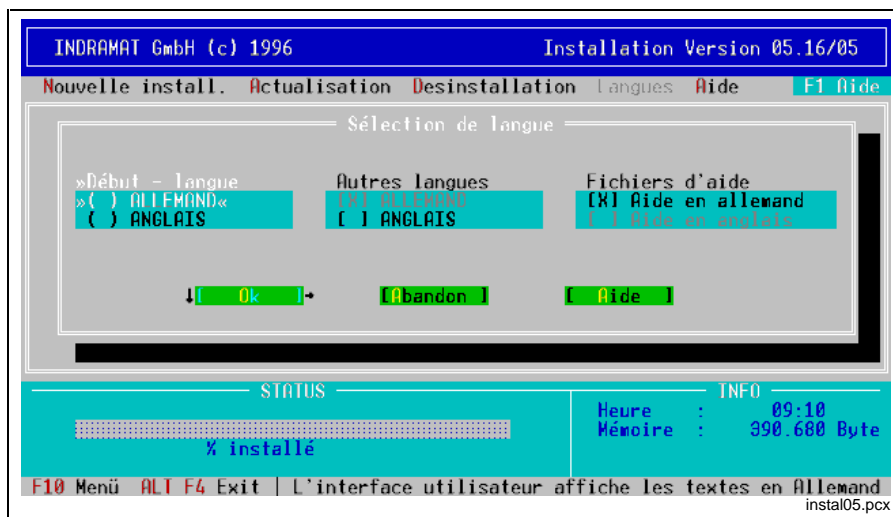 INDRAMAT GmbH (c) 1996 Installation Version 05.16/05
Nouvelle install. Actualisation Desinstallation Langues Aide F1 Aide
Sélection de langue
»Début - langue Autres langues Fichiers d'aide
»( ) ALLEMAND« [X] ALLEMAND [X] Aide en allemand
( ) ANGLAIS [ ] ANGLAIS [ ] Aide en anglais
↓[ Ok ]→ [Abandon ] [ Aide ]
STATUS INFO
Heure : 09:10
Mémoire : 390.680 Byte
% installé
F10 Menü ALT F4 Exit | L'interface utilisateur affiche les textes en Allemand
instal05.pcx